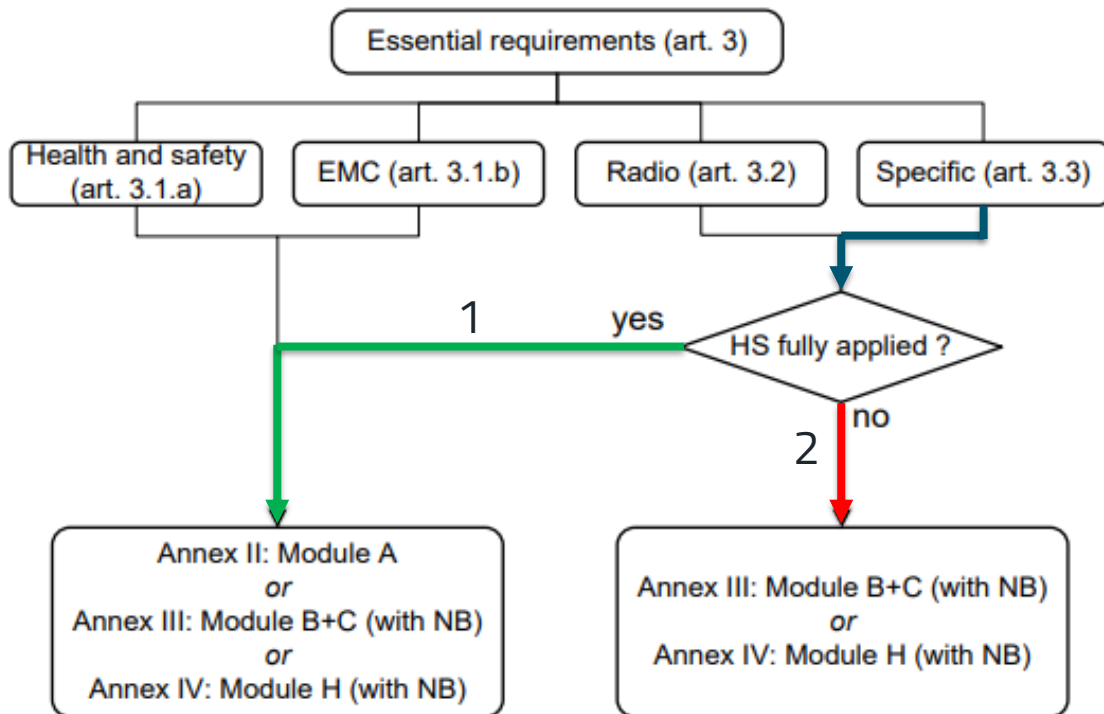 Essential requirements (art. 3)
Health and safety
(art. 3.1.a)
EMC (art. 3.1.b)
Radio (art. 3.2)
Specific (art. 3.3)
1
yes
HS fully applied ?
no
2
Annex II: Module A
or
Annex III: Module B+C (with NB)
or
Annex IV: Module H (with NB)
Annex III: Module B+C (with NB)
or
Annex IV: Module H (with NB)